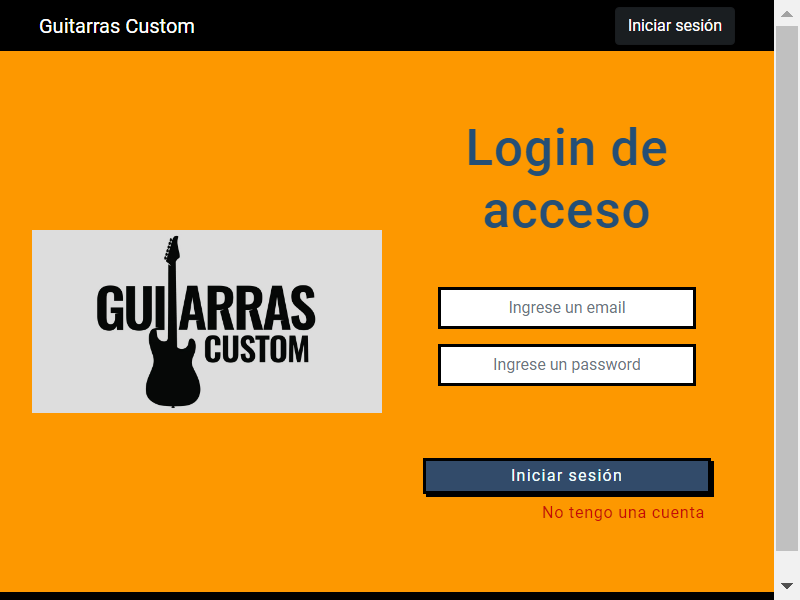 Guitarras Custom
Iniciar sesión
Login de
acceso
GUITARRAS
CUSTOM
Ingrese un email
Ingrese un password
Iniciar sesión
No tengo una cuenta